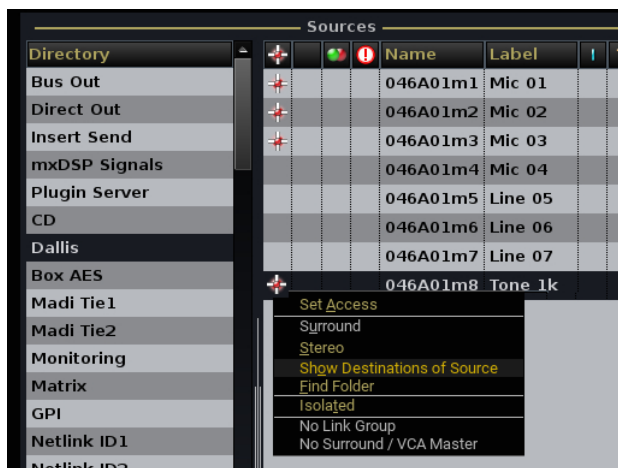 Sources
Directory
Bus Out
Direct Out
Insert Send
mxDSP Signals
Plugin Server
CD
Dallis
Box AES
Madi Tie1
Madi Tie2
Monitoring
Matrix
GPI
Netlink ID1
Netlink ID2
Name Label I
046A01m1 Mic 01
046A01m2 Mic 02
046A01m3 Mic 03
046A01m4 Mic 04
046A01m5 Line 05
046A01m6 Line 06
046A01m7 Line 07
046A01m8 Tone 1k
Set Access
Surround
Stereo
Show Destinations of Source
Find Folder
Isolated
No Link Group
No Surround / VCA Master